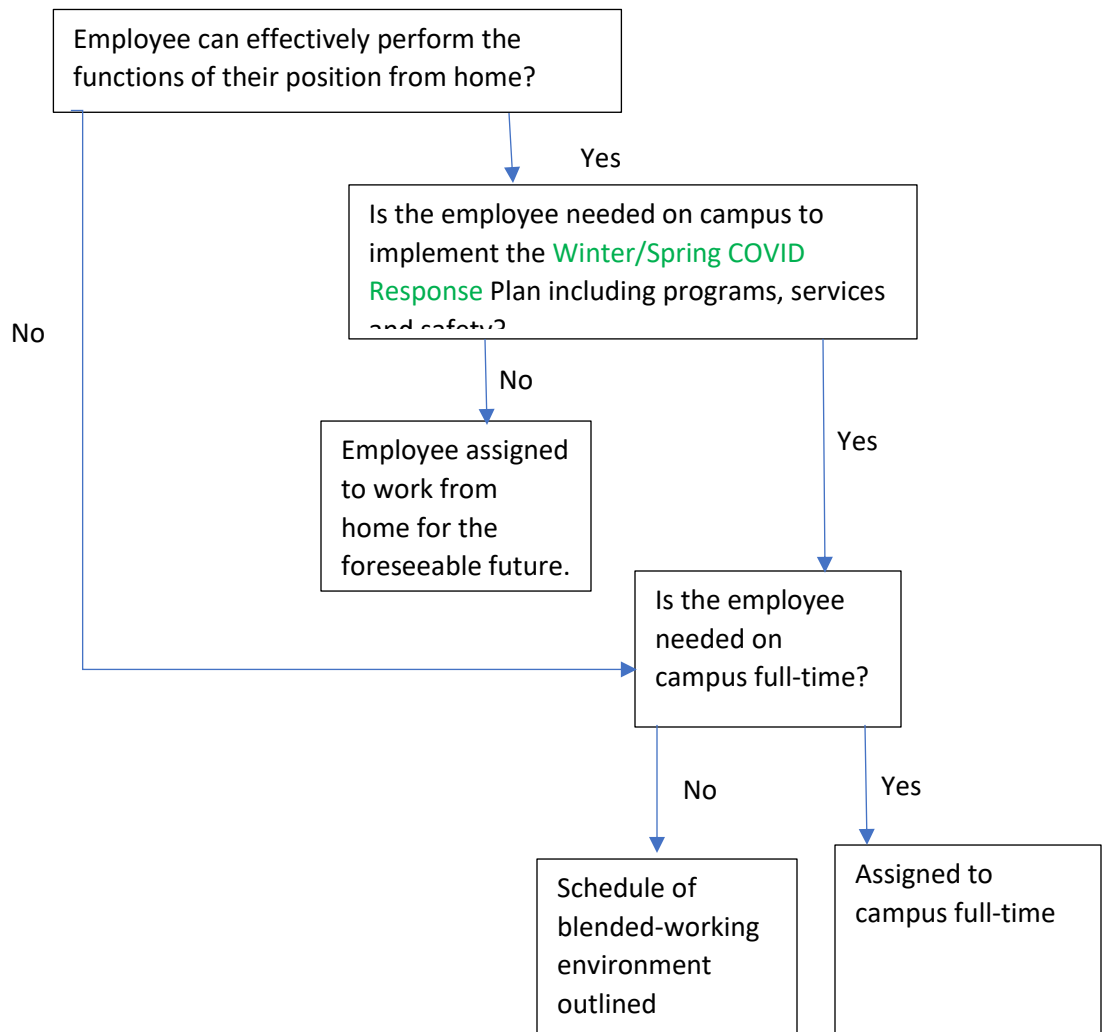 Employee can effectively perform the
functions of their position from home?
Yes
Is the employee needed on campus to
implement the Winter/Spring COVID
Response Plan including programs, services
and safety?
No
No
Employee assigned
to work from
home for the
foreseeable future.
Yes
Is the employee
needed on
campus full-time?
No
Yes
Schedule of
blended-working
environment
outlined
Assigned to
campus full-time